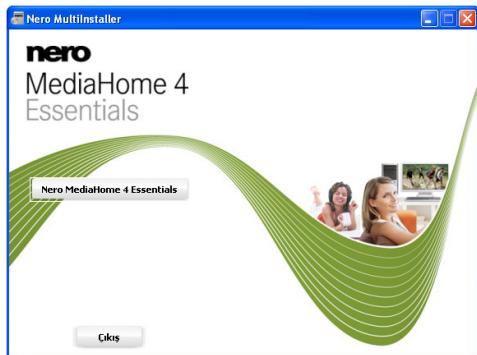 Nero MultiInstaller
nero
MediaHome 4
Essentials
Nero MediaHome 4 Essentials
Çıkış